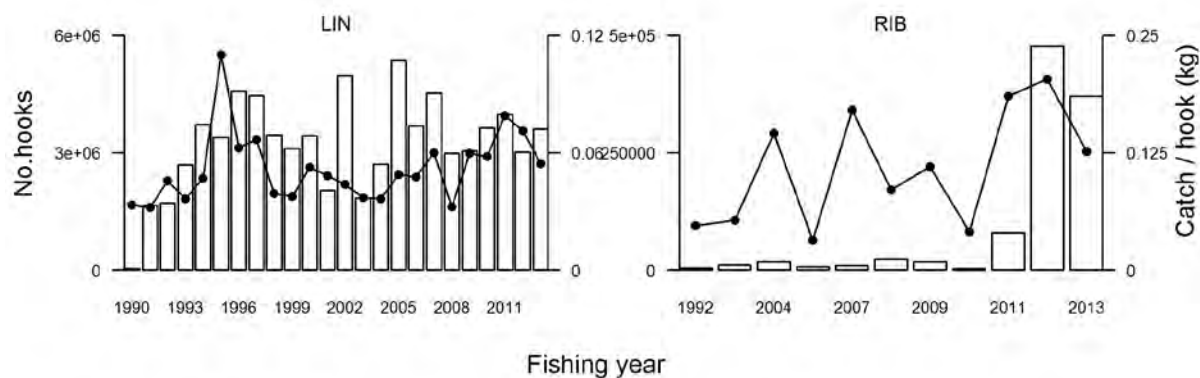 LIN
RIB
6e+06
3e+06
0
0.12
0.06
0
5e+05
250000
0
0.25
0.125
0
No.hooks
Catch / hook (kg)
1990 1993 1996 1999 2002 2005 2008 2011
1992 2004 2007 2009 2011 2013
Fishing year